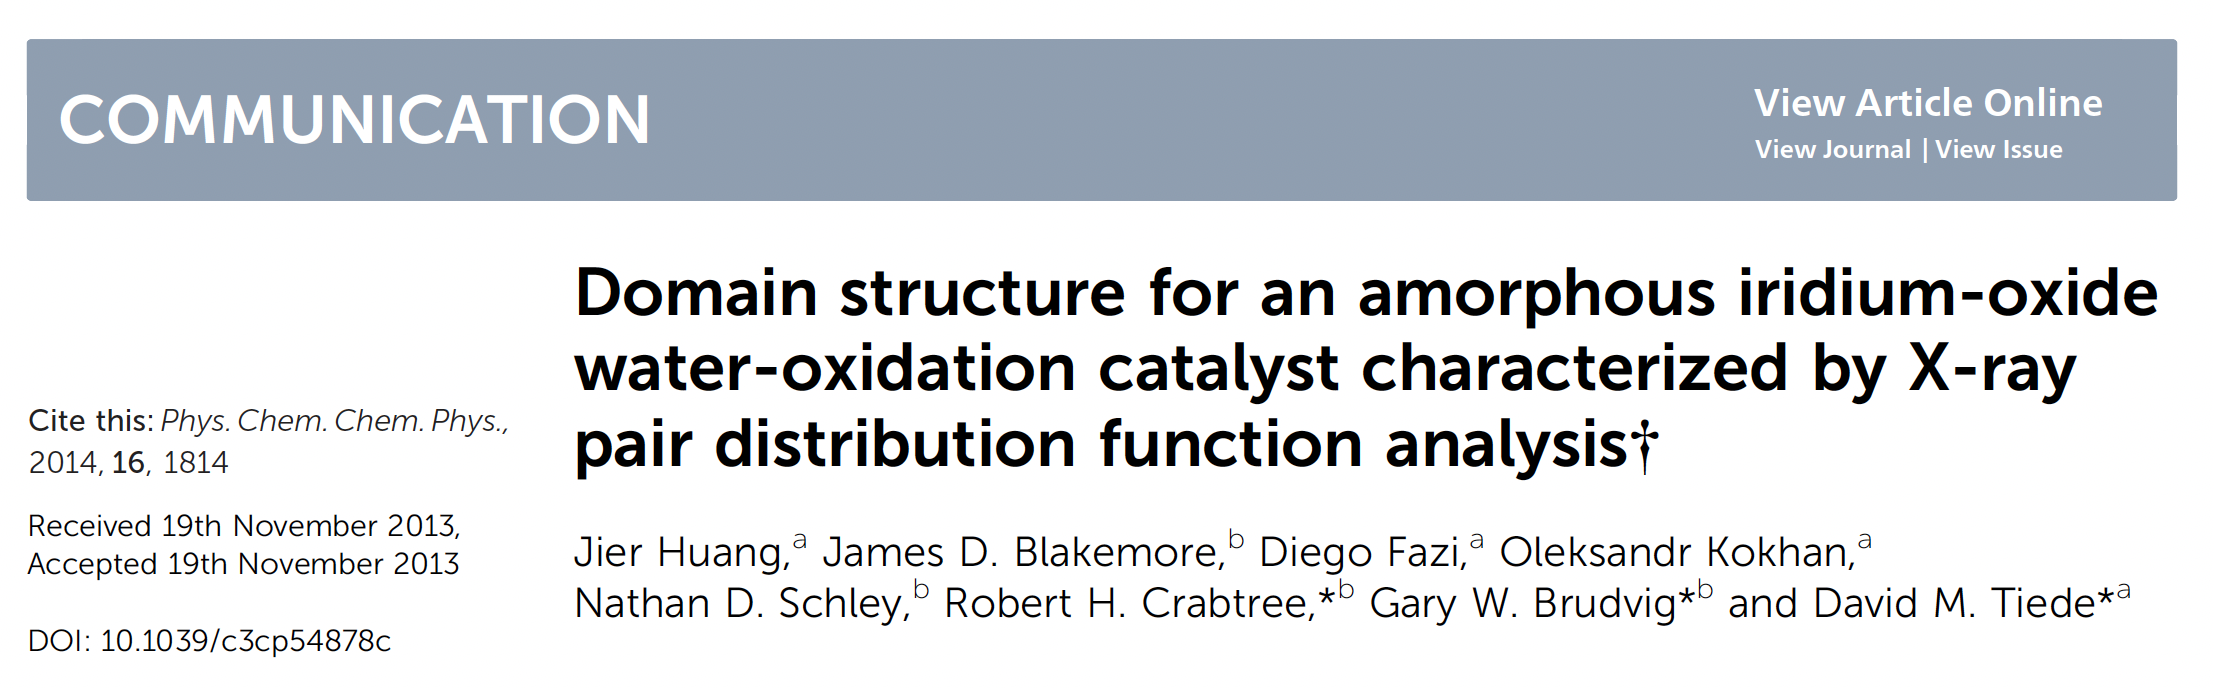 COMMUNICATION
View Article Online
View Journal | View Issue
Domain structure for an amorphous iridium-oxide
water-oxidation catalyst characterized by X-ray
pair distribution function analysis†
Cite this: Phys. Chem. Chem. Phys.,
2014, 16, 1814
Received 19th November 2013,
Accepted 19th November 2013
DOI: 10.1039/c3cp54878c
Jier Huang,a James D. Blakemore,b Diego Fazi,a Oleksandr Kokhan,a
Nathan D. Schley,b Robert H. Crabtree,*b Gary W. Brudvig*b and David M. Tiede*a